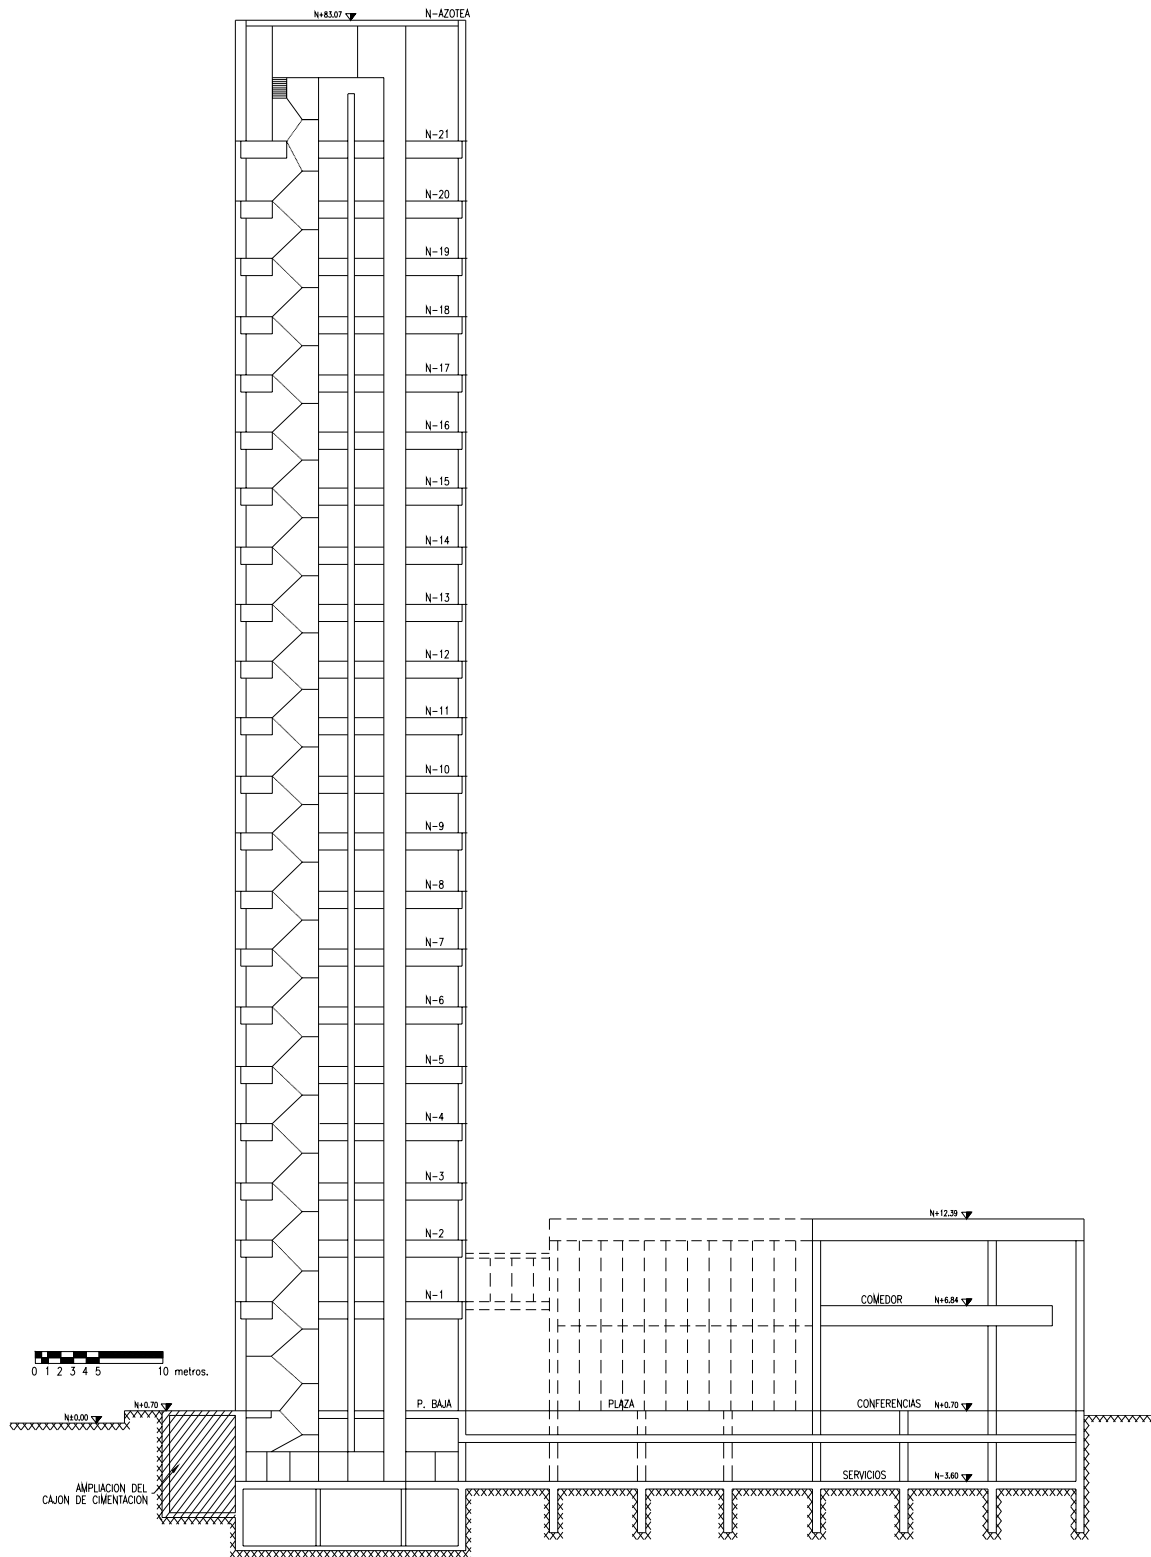 N+83.07
N-AZOTEA
N-21
N-20
N-19
N-18
N-17
N-16
N-15
N-14
N-13
N-12
N-11
N-10
N-9
N-8
N-7
N-6
N-5
N-4
N-3
N-2
N-1
N+12.39
COMEDOR N+6.84
0 1 2 3 4 5 10 metros.
N+0.70
N±0.00
P. BAJA
PLAZA
CONFERENCIAS N+0.70
SERVICIOS N-3.60
AMPLIACION DEL
CAJON DE CIMENTACION